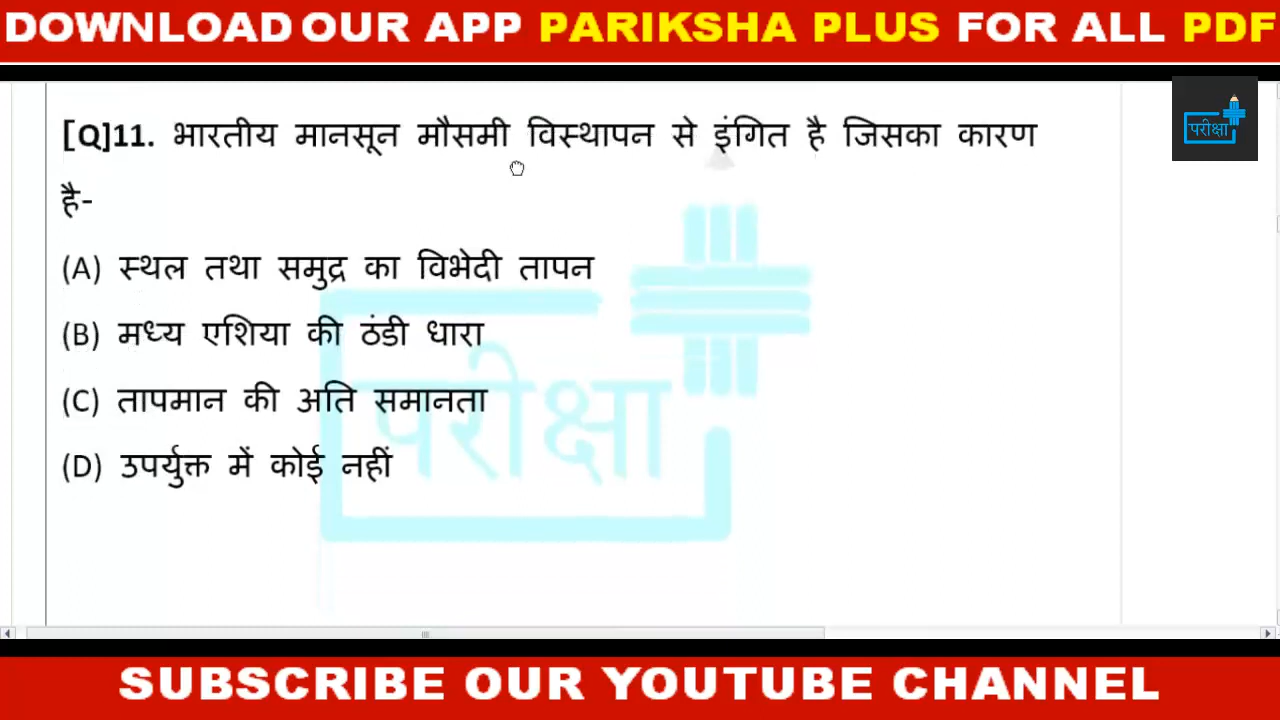 DOWNLOAD OUR APP PARIKSHA PLUS FOR ALL PDF
परीक्षा
[Q]11. भारतीय मानसून मौसमी विस्थापन से इंगित है जिसका कारण
है-
(A) स्थल तथा समुद्र का विभेदी तापन
(B) मध्य एशिया की ठंडी धारा
(C) तापमान की अति समानता
(D) उपर्युक्त में कोई नहीं
परीक्षा
SUBSCRIBE OUR YOUTUBE CHANNEL